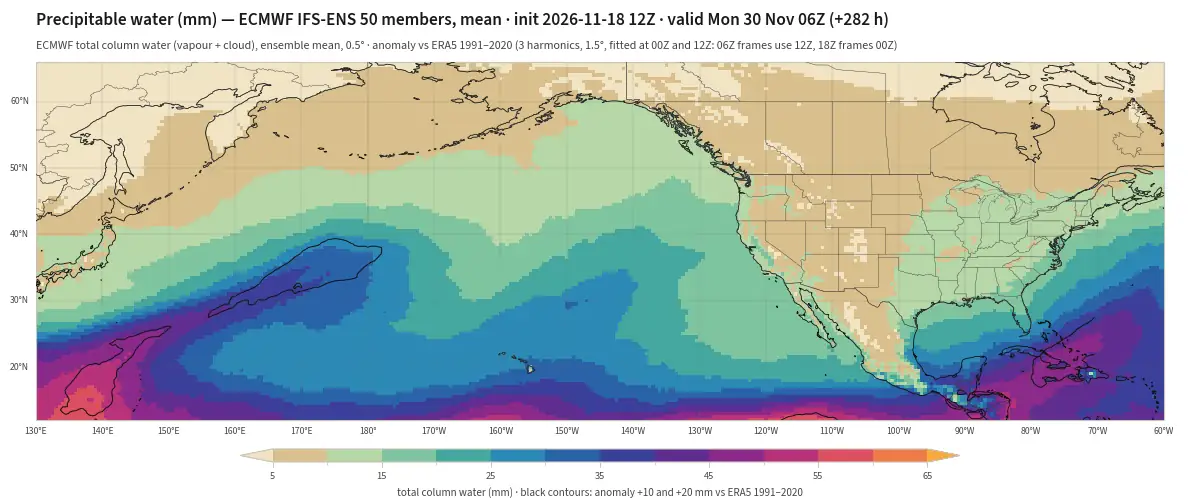 Precipitable water (mm) — ECMWF IFS-ENS 50 members, mean · init 2026-11-18 12Z · valid Mon 30 Nov 06Z (+282 h)
ECMWF total column water (vapour + cloud), ensemble mean, 0.5° · anomaly vs ERA5 1991–2020 (3 harmonics, 1.5°, fitted at 00Z and 12Z: 06Z frames use 12Z, 18Z frames 00Z)
60°N
50°N
40°N
30°N
20°N
130°E 140°E 150°E 160°E 170°E 180° 170°W 160°W 150°W 140°W 130°W 120°W 110°W 100°W 90°W 80°W 70°W 60°W
5 15 25 35 45 55 65
total column water (mm) · black contours: anomaly +10 and +20 mm vs ERA5 1991–2020